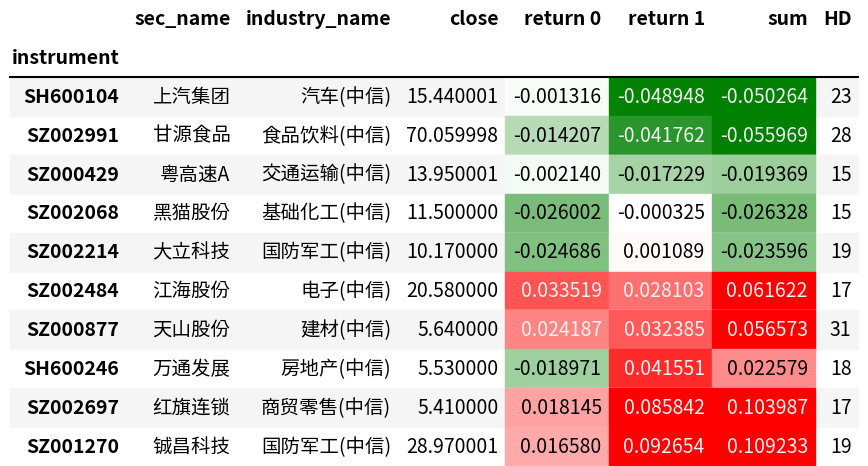 sec_name industry_name close return 0 return 1 sum HD
instrument
SH600104 上汽集团 汽车(中信) 15.440001 -0.001316 -0.048948 -0.050264 23
SZ002991 甘源食品 食品饮料(中信) 70.059998 -0.014207 -0.041762 -0.055969 28
SZ000429 粤高速A 交通运输(中信) 13.950001 -0.002140 -0.017229 -0.019369 15
SZ002068 黑猫股份 基础化工(中信) 11.500000 -0.026002 -0.000325 -0.026328 15
SZ002214 大立科技 国防军工(中信) 10.170000 -0.024686 0.001089 -0.023596 19
SZ002484 江海股份 电子(中信) 20.580000 0.033519 0.028103 0.061622 17
SZ000877 天山股份 建材(中信) 5.640000 0.024187 0.032385 0.056573 31
SH600246 万通发展 房地产(中信) 5.530000 -0.018971 0.041551 0.022579 18
SZ002697 红旗连锁 商贸零售(中信) 5.410000 0.018145 0.085842 0.103987 17
SZ001270 铖昌科技 国防军工(中信) 28.970001 0.016580 0.092654 0.109233 19